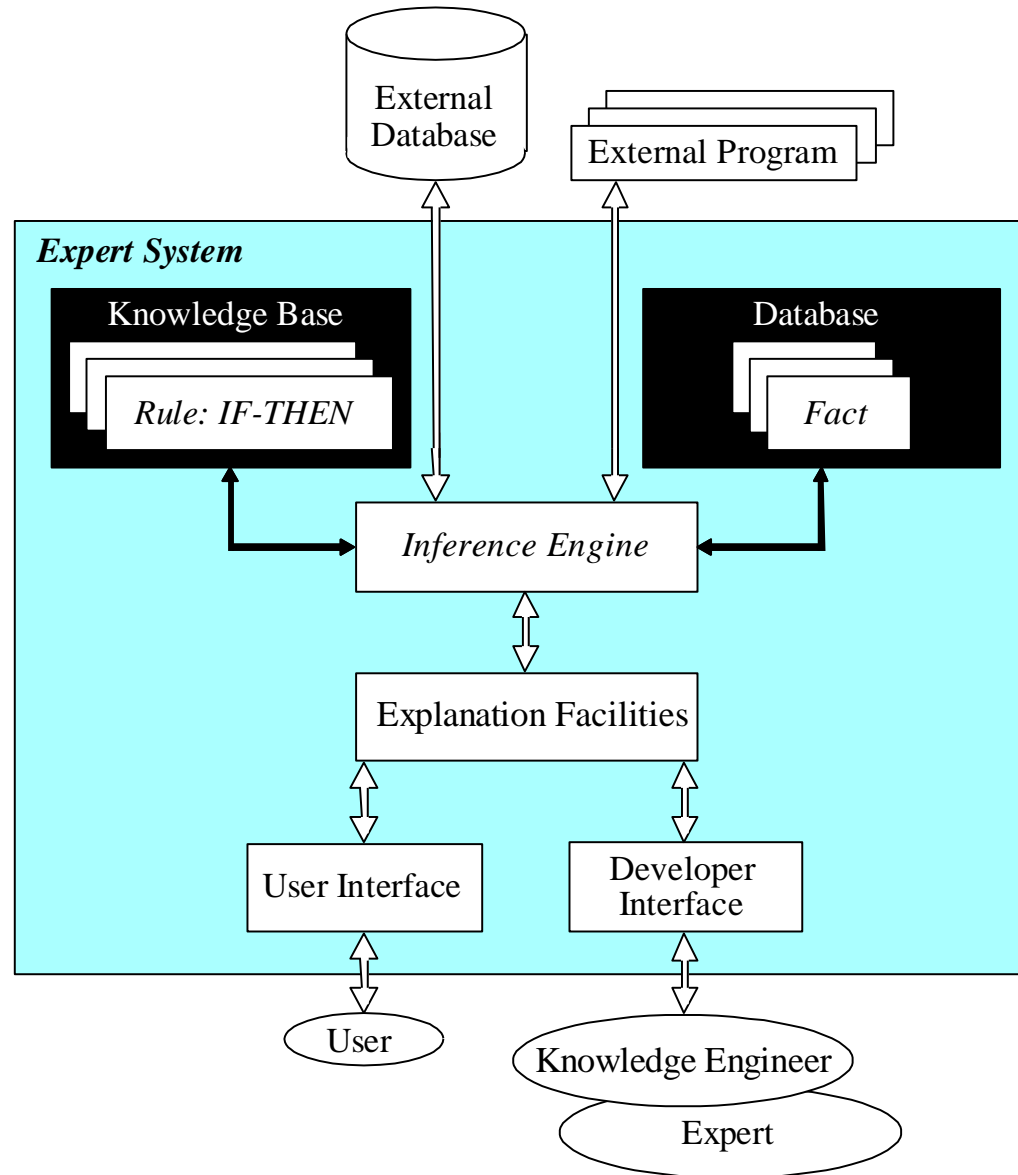 External
Database
External Program
Expert System
Knowledge Base
Rule: IF-THEN
Database
Fact
Inference Engine
Explanation Facilities
User Interface
Developer
Interface
User
Knowledge Engineer
Expert